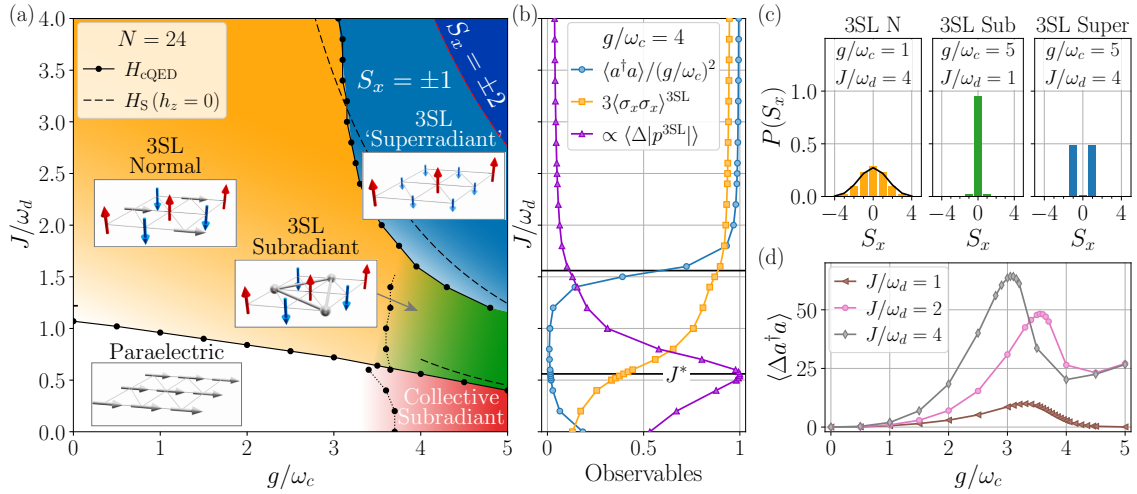 (a)
N = 24
H_cQED
H_S (h_z = 0)
S_x = ±1
S_x = ±2
3SL
'Superradiant'
3SL
Normal
3SL
Subradiant
Paraelectric
Collective
Subradiant
J/ω_d
4.0
3.5
3.0
2.5
2.0
1.5
1.0
0.5
0.0
0 1 2 3 4 5
g/ω_c
(b)
g/ω_c = 4
⟨a†a⟩/(g/ω_c)²
3⟨σ_xσ_x⟩^3SL
∝ ⟨Δ|p^3SL|⟩
J*
J/ω_d
0 1
Observables
(c)
3SL N
g/ω_c = 1
J/ω_d = 4
3SL Sub
g/ω_c = 5
J/ω_d = 1
3SL Super
g/ω_c = 5
J/ω_d = 4
P(S_x)
1.0
0.5
0.0
−4 0 4
−4 0 4
−4 0 4
S_x
S_x
S_x
(d)
J/ω_d = 1
J/ω_d = 2
J/ω_d = 4
⟨Δa†a⟩
50
25
0
0 1 2 3 4 5
g/ω_c